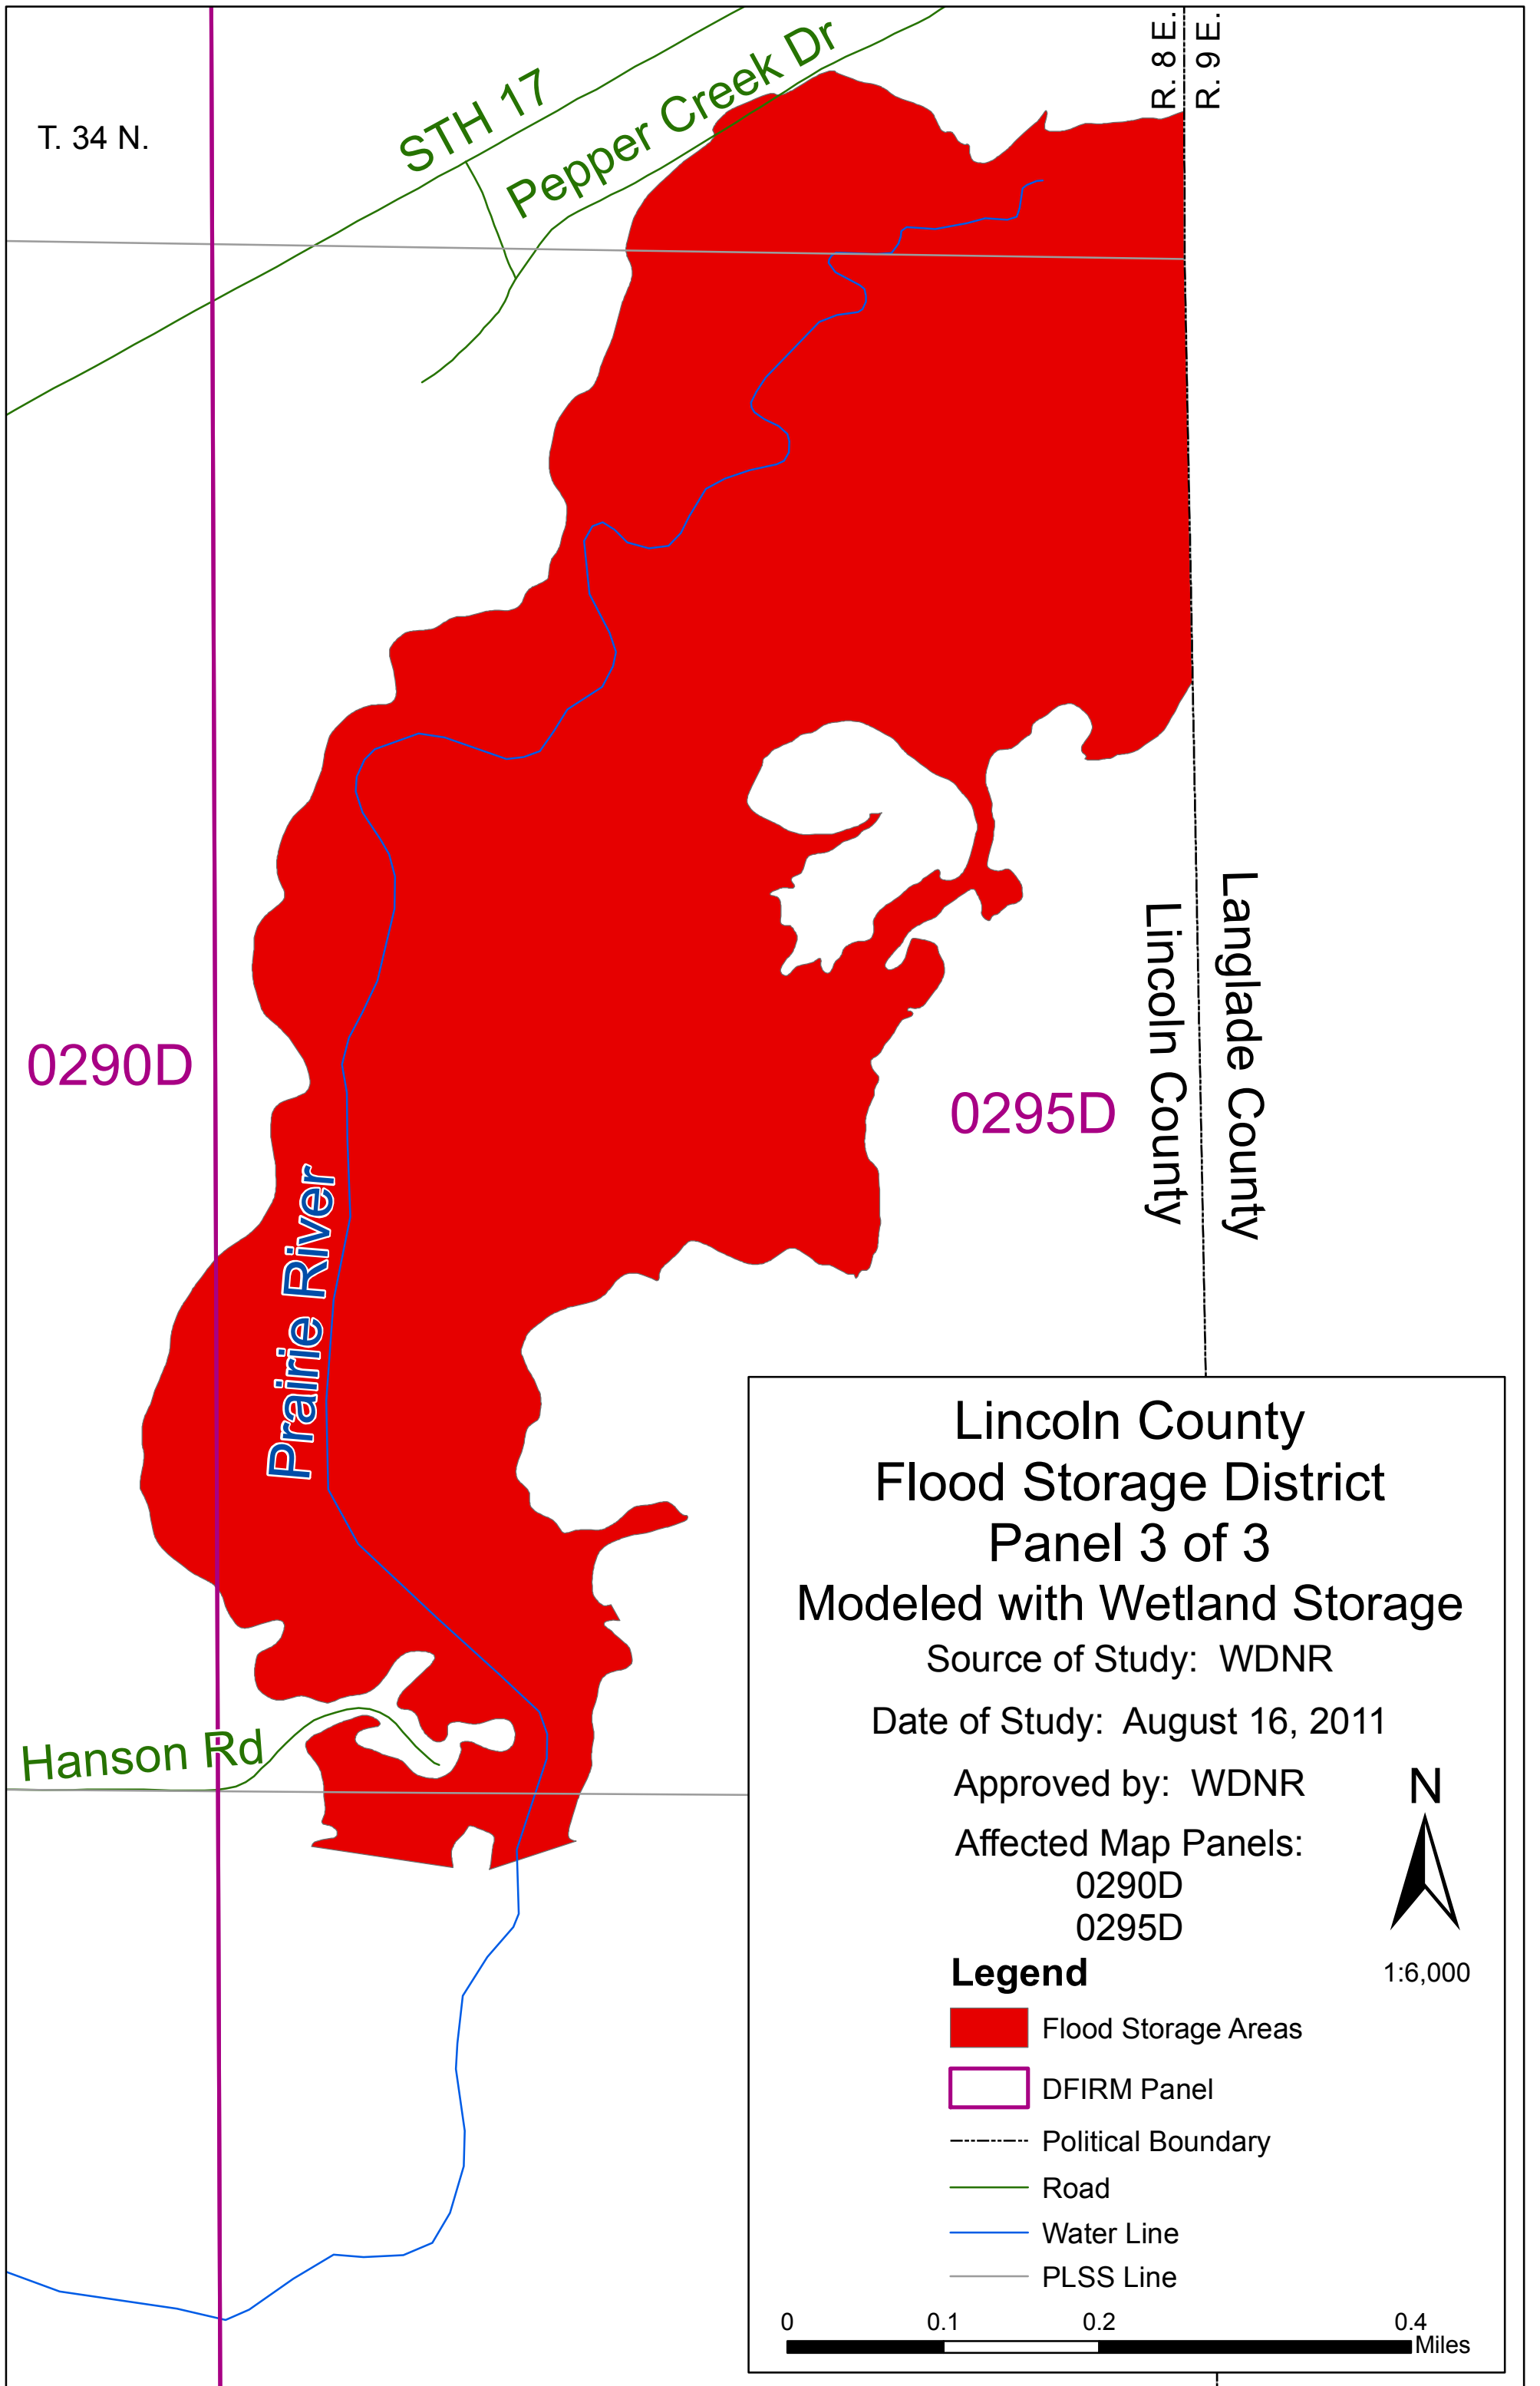 R. 8 E.
R. 9 E.
T. 34 N.
STH 17
Pepper Creek Dr
Langlade County
Lincoln County
0290D
0295D
Prairie River
Hanson Rd
Lincoln County
Flood Storage District
Panel 3 of 3
Modeled with Wetland Storage
Source of Study: WDNR
Date of Study: August 16, 2011
Approved by: WDNR
N
Affected Map Panels:
0290D
0295D
1:6,000
Legend
Flood Storage Areas
DFIRM Panel
Political Boundary
Road
Water Line
PLSS Line
0 0.1 0.2 0.4
Miles